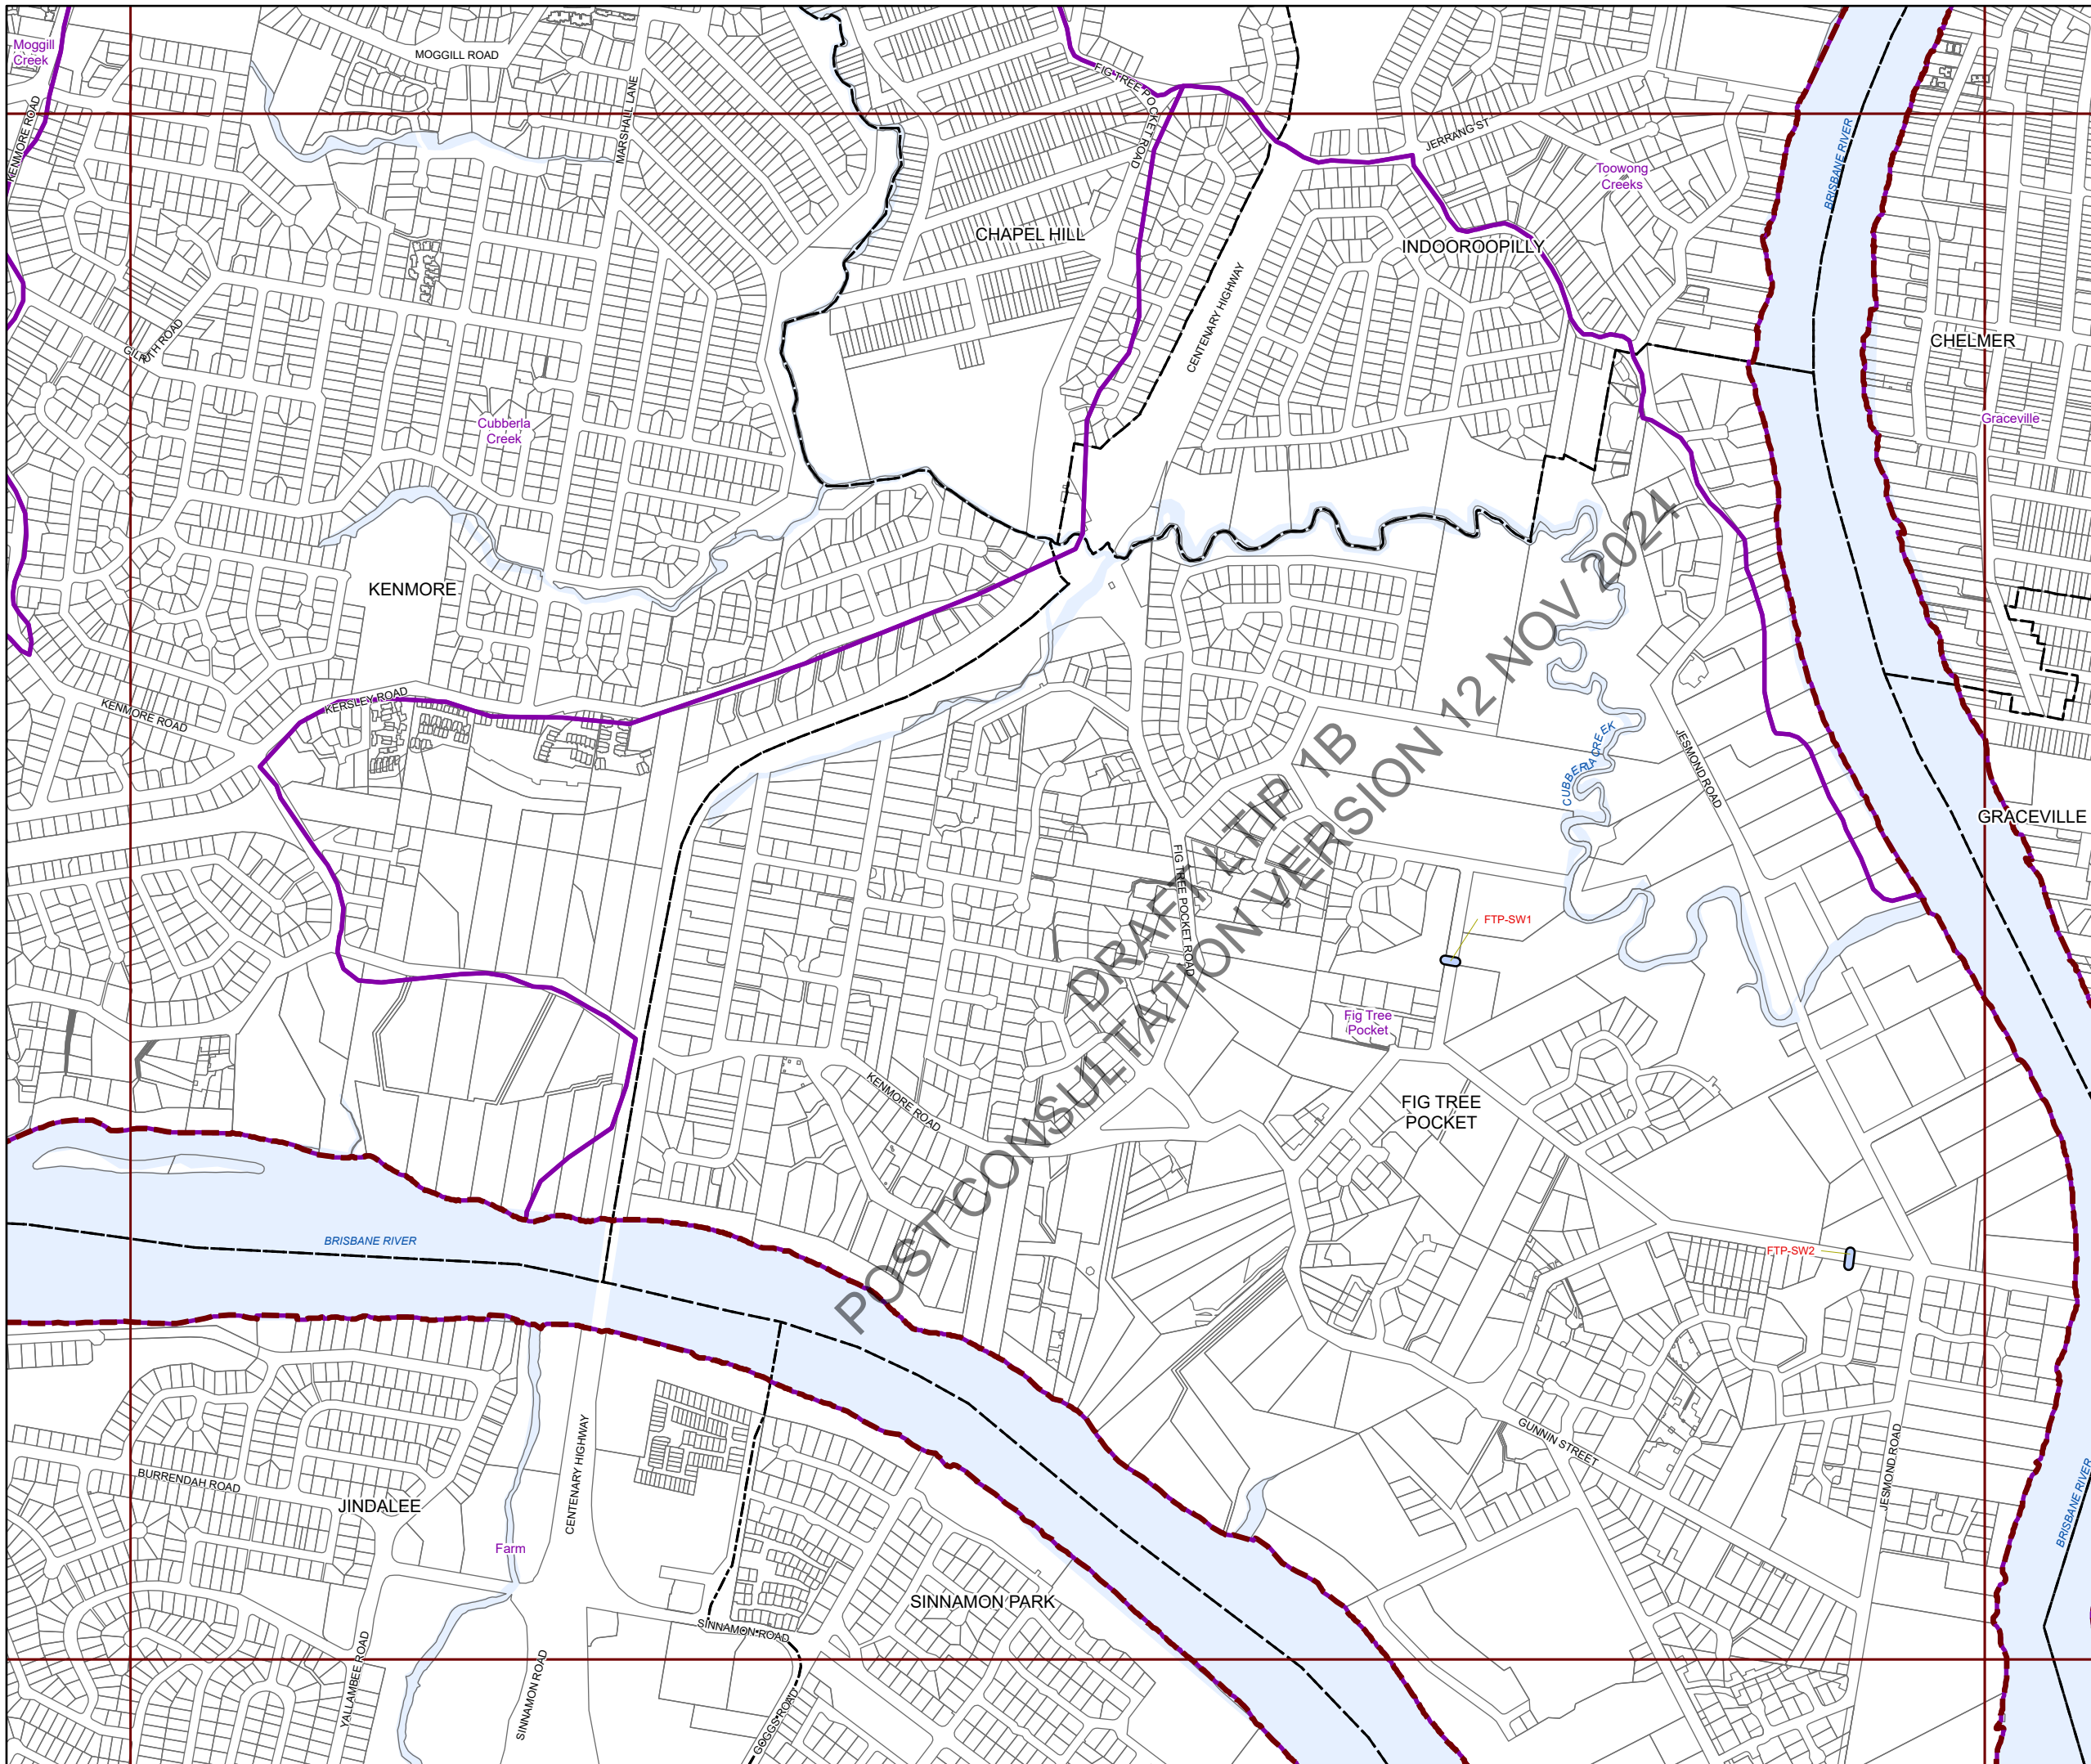 Moggill
Creek
MOGGILL ROAD
KENMORE ROAD
MARSHALL LANE
FIG TREE POCKET ROAD
JERRANG ST
Toowong
Creeks
BRISBANE RIVER
CHAPEL HILL
INDOOROOPILLY
CENTENARY HIGHWAY
CHELMER
GILRUTH ROAD
Cubberla
Creek
Graceville
KENMORE
KERSLEY ROAD
KENMORE ROAD
CUBBERLA CREEK
JESMOND ROAD
GRACEVILLE
FIG TREE POCKET ROAD
DRAFT LTIP 1B
POST CONSULTATION VERSION 12 NOV 2024
FTP-SW1
Fig Tree
Pocket
KENMORE ROAD
FIG TREE
POCKET
BRISBANE RIVER
FTP-SW2
GUNNIN STREET
JESMOND ROAD
BRISBANE RIVER
BURRENDAH ROAD
JINDALEE
CENTENARY HIGHWAY
Farm
SINNAMON PARK
SINNAMON ROAD
YALLAMBEE ROAD
SINNAMON ROAD
GOGGS ROAD